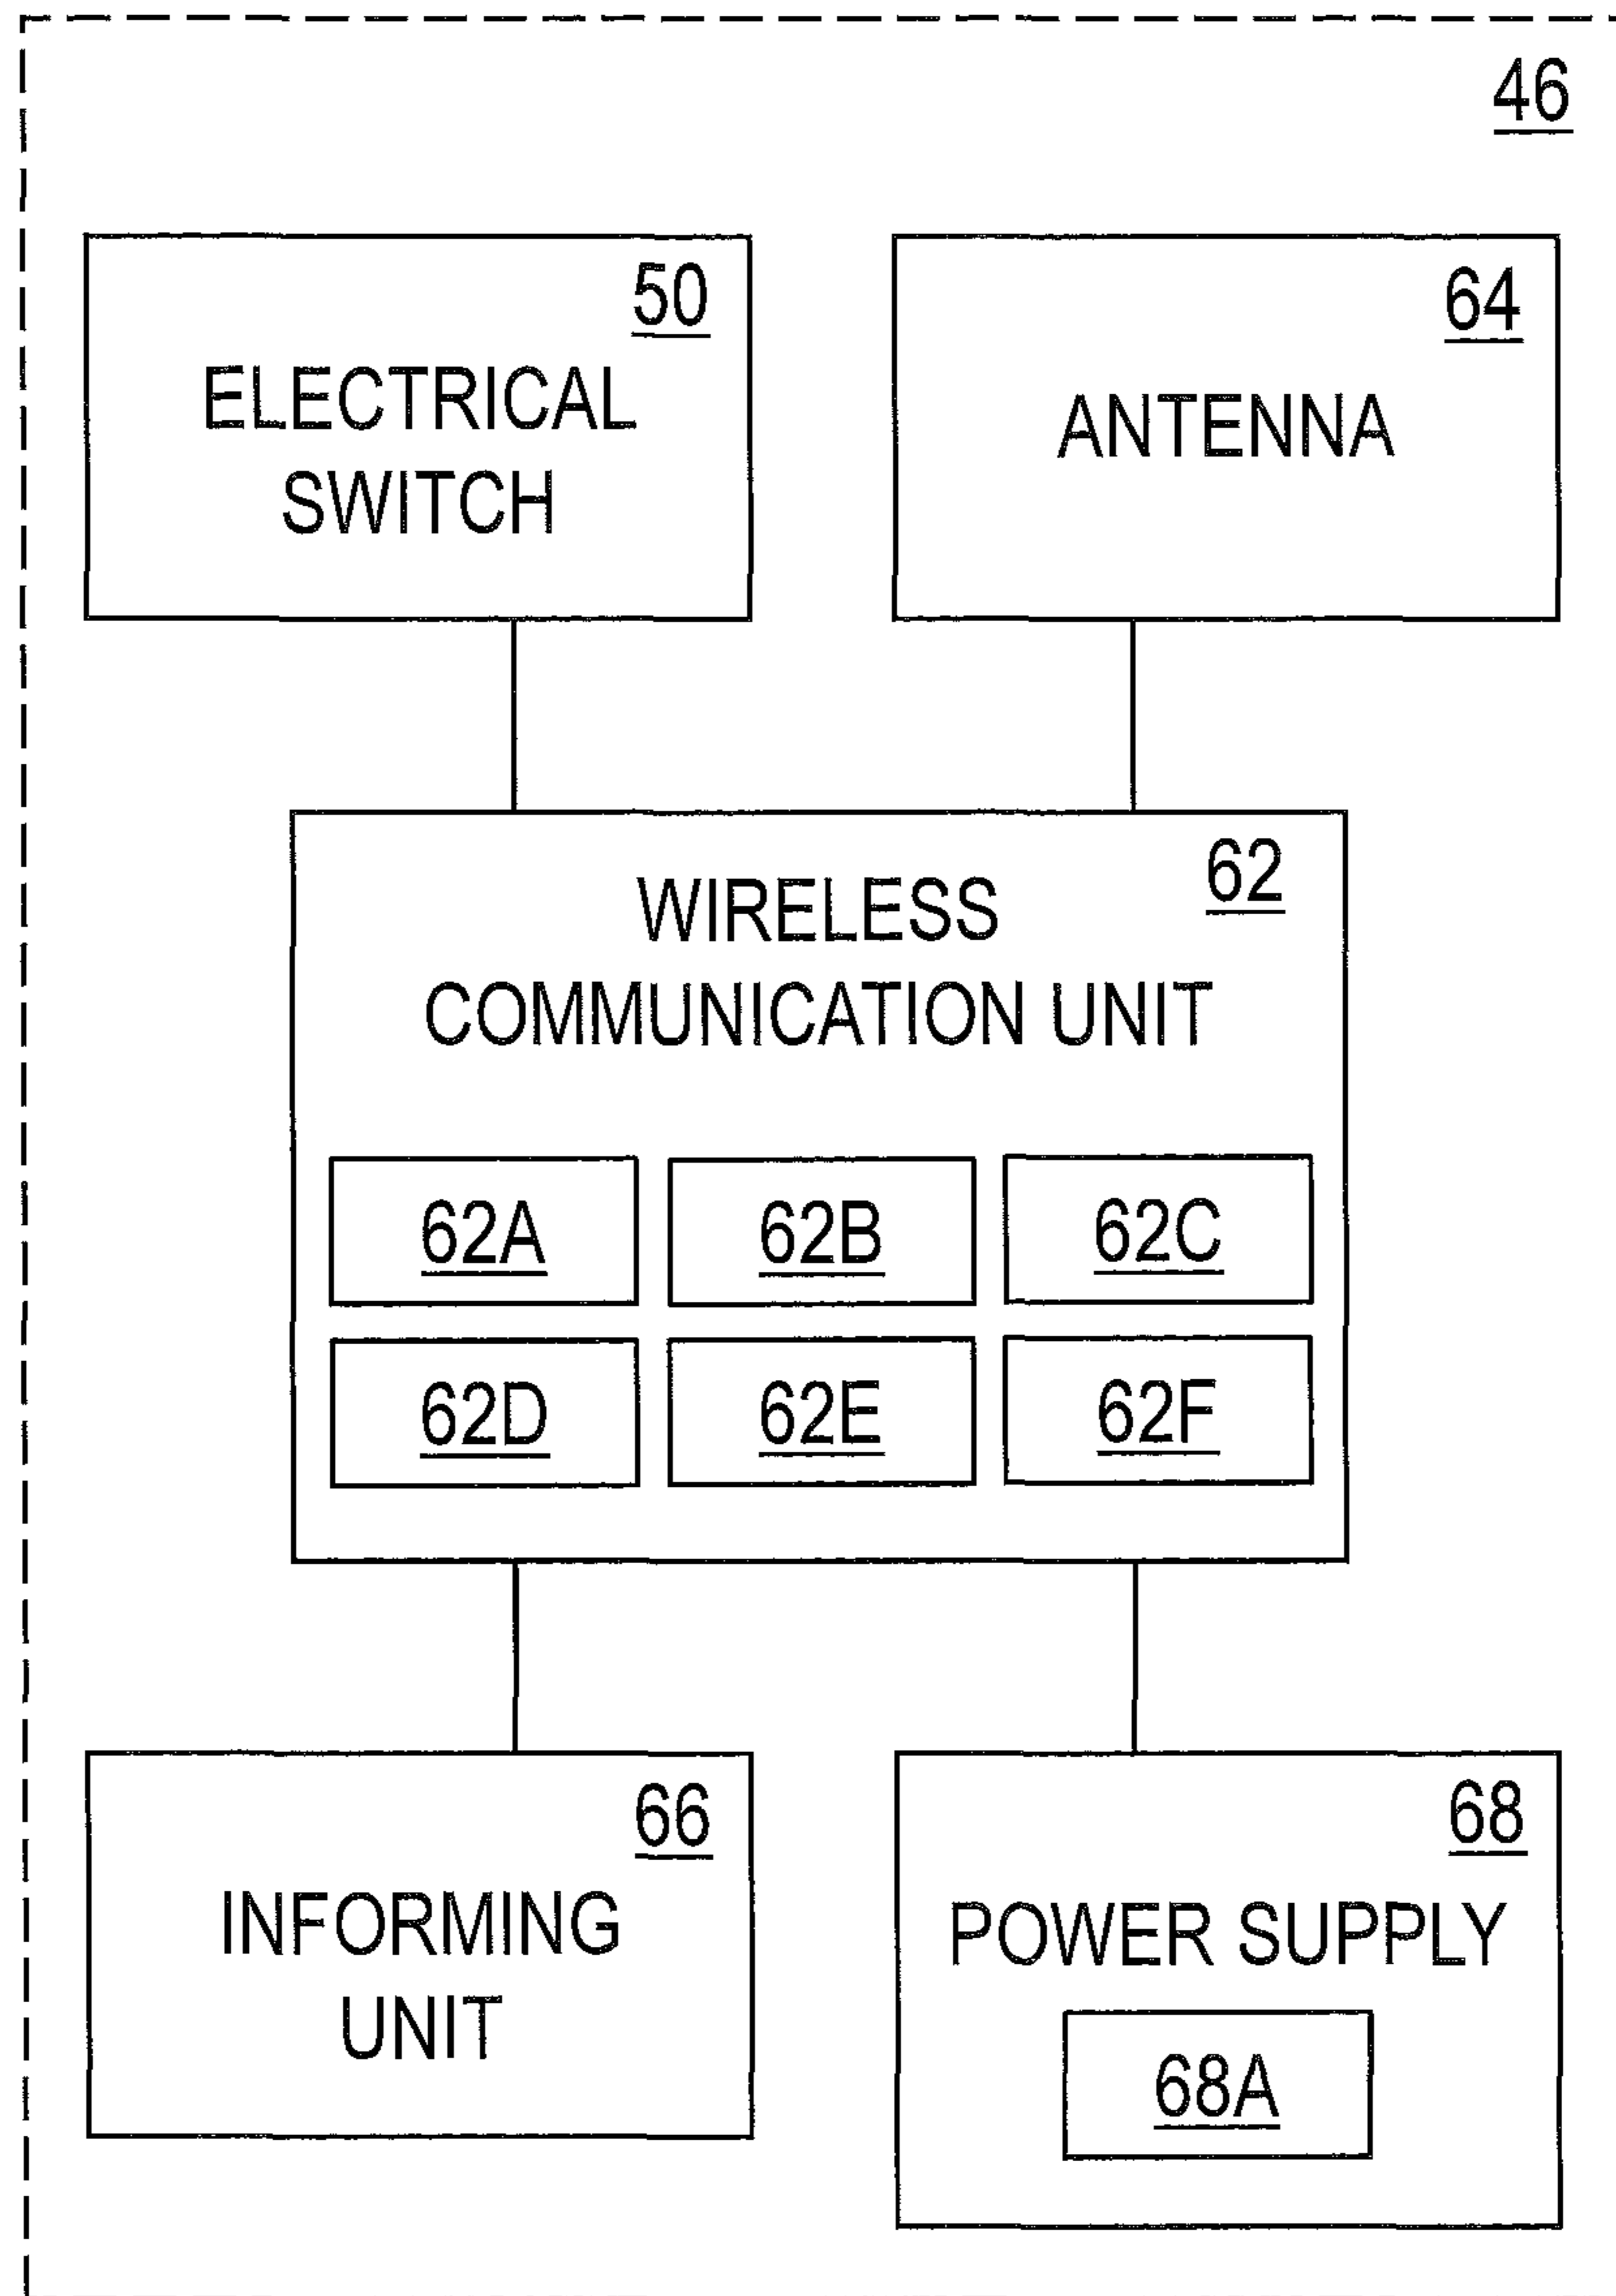 46
50
ELECTRICAL
SWITCH
64
ANTENNA
62
WIRELESS
COMMUNICATION UNIT
62A
62B
62C
62D
62E
62F
66
INFORMING
UNIT
68
POWER SUPPLY
68A